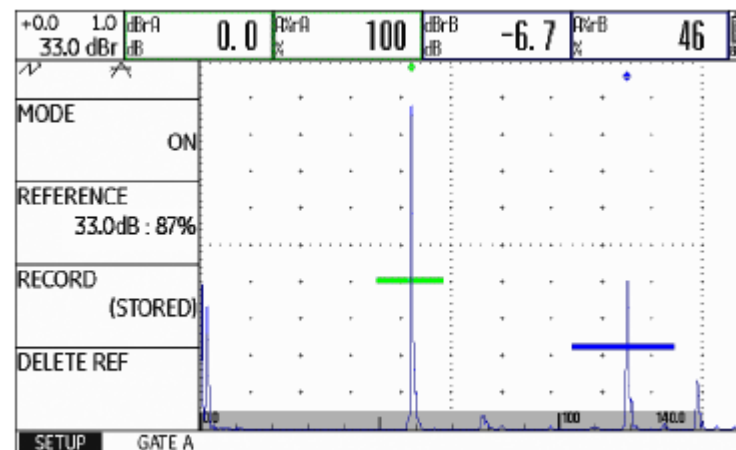 +0.0 1.0 dBrA 0.0 A%rA 100 dBrB -6.7 A%rB 46
33.0 dBr dB % dB %
MODE
ON
REFERENCE
33.0dB : 87%
RECORD
(STORED)
DELETE REF
0.0 100 140.0
SETUP GATE A